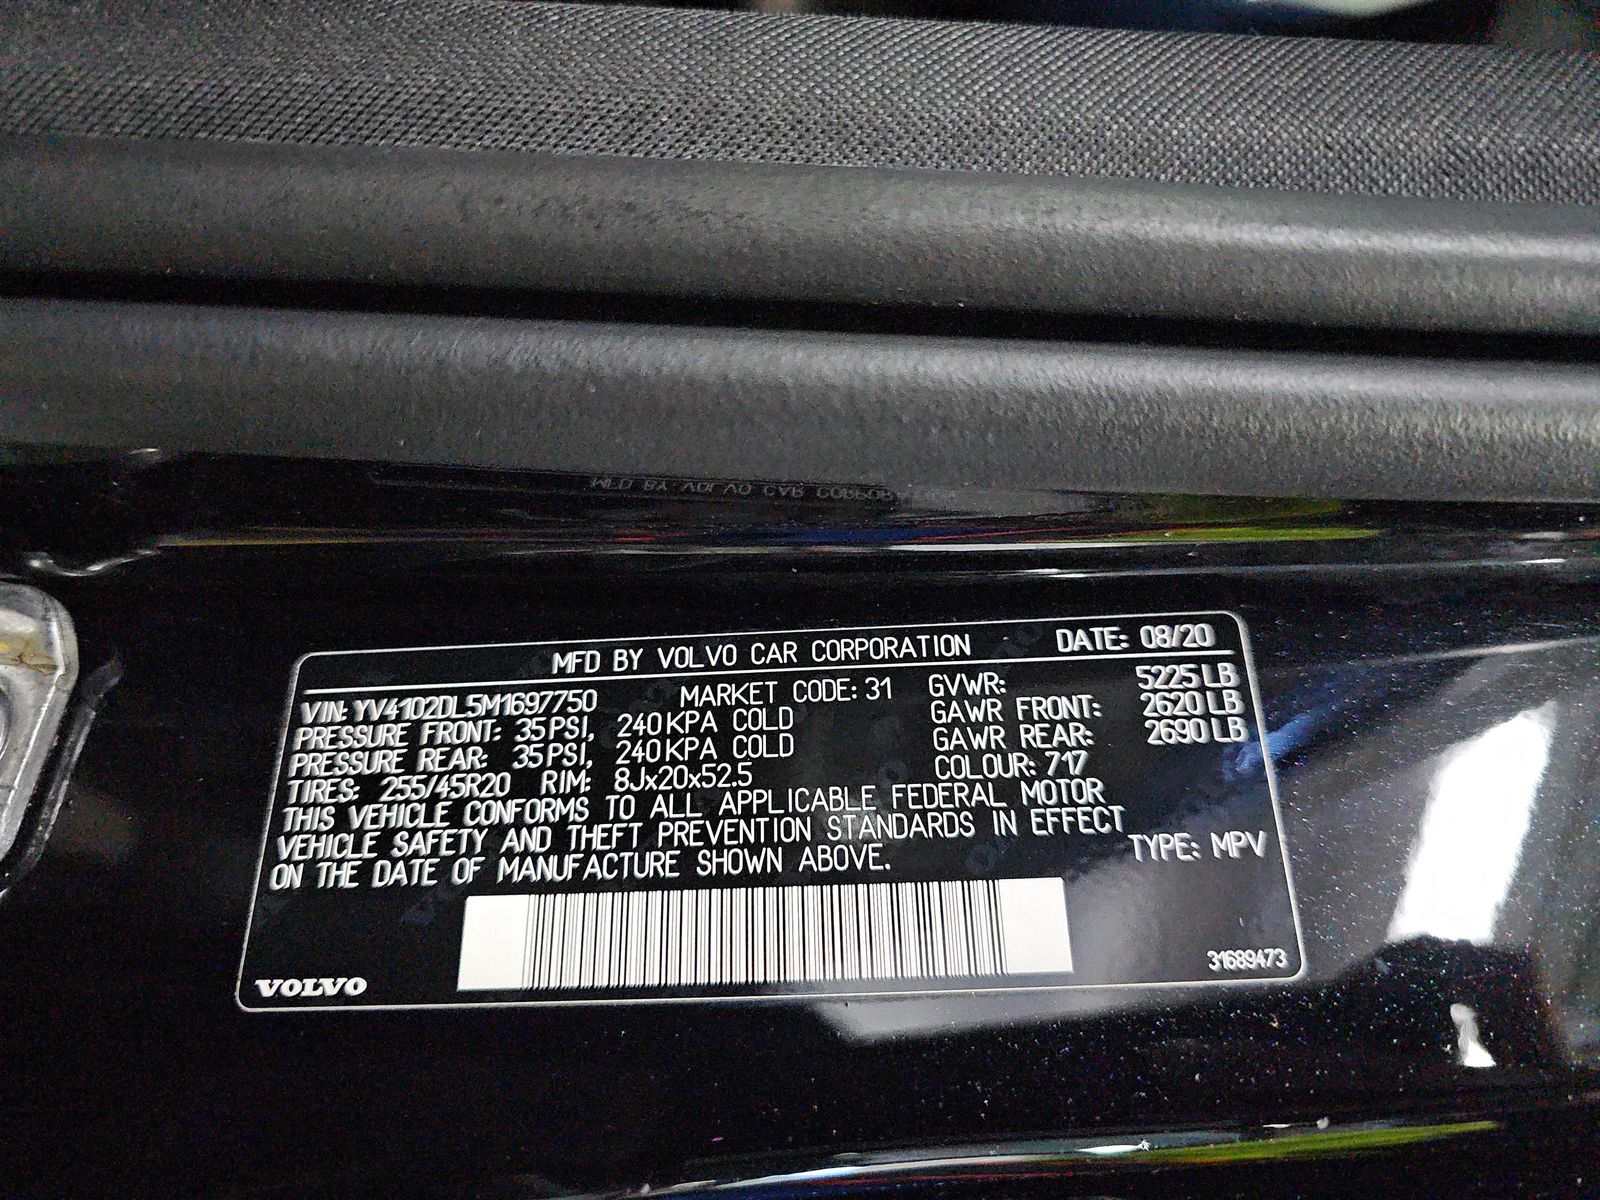 MFD BY VOLVO CAR CORPORATION DATE: 08/20
VIN: YV4102DL5M1697750 MARKET CODE: 31 GVWR: 5225 LB
PRESSURE FRONT: 35 PSI, 240 KPA COLD GAWR FRONT: 2620 LB
PRESSURE REAR: 35 PSI, 240 KPA COLD GAWR REAR: 2690 LB
TIRES: 255/45R20 RIM: 8Jx20x52.5 COLOUR: 717
THIS VEHICLE CONFORMS TO ALL APPLICABLE FEDERAL MOTOR
VEHICLE SAFETY AND THEFT PREVENTION STANDARDS IN EFFECT
ON THE DATE OF MANUFACTURE SHOWN ABOVE. TYPE: MPV
VOLVO 31689473